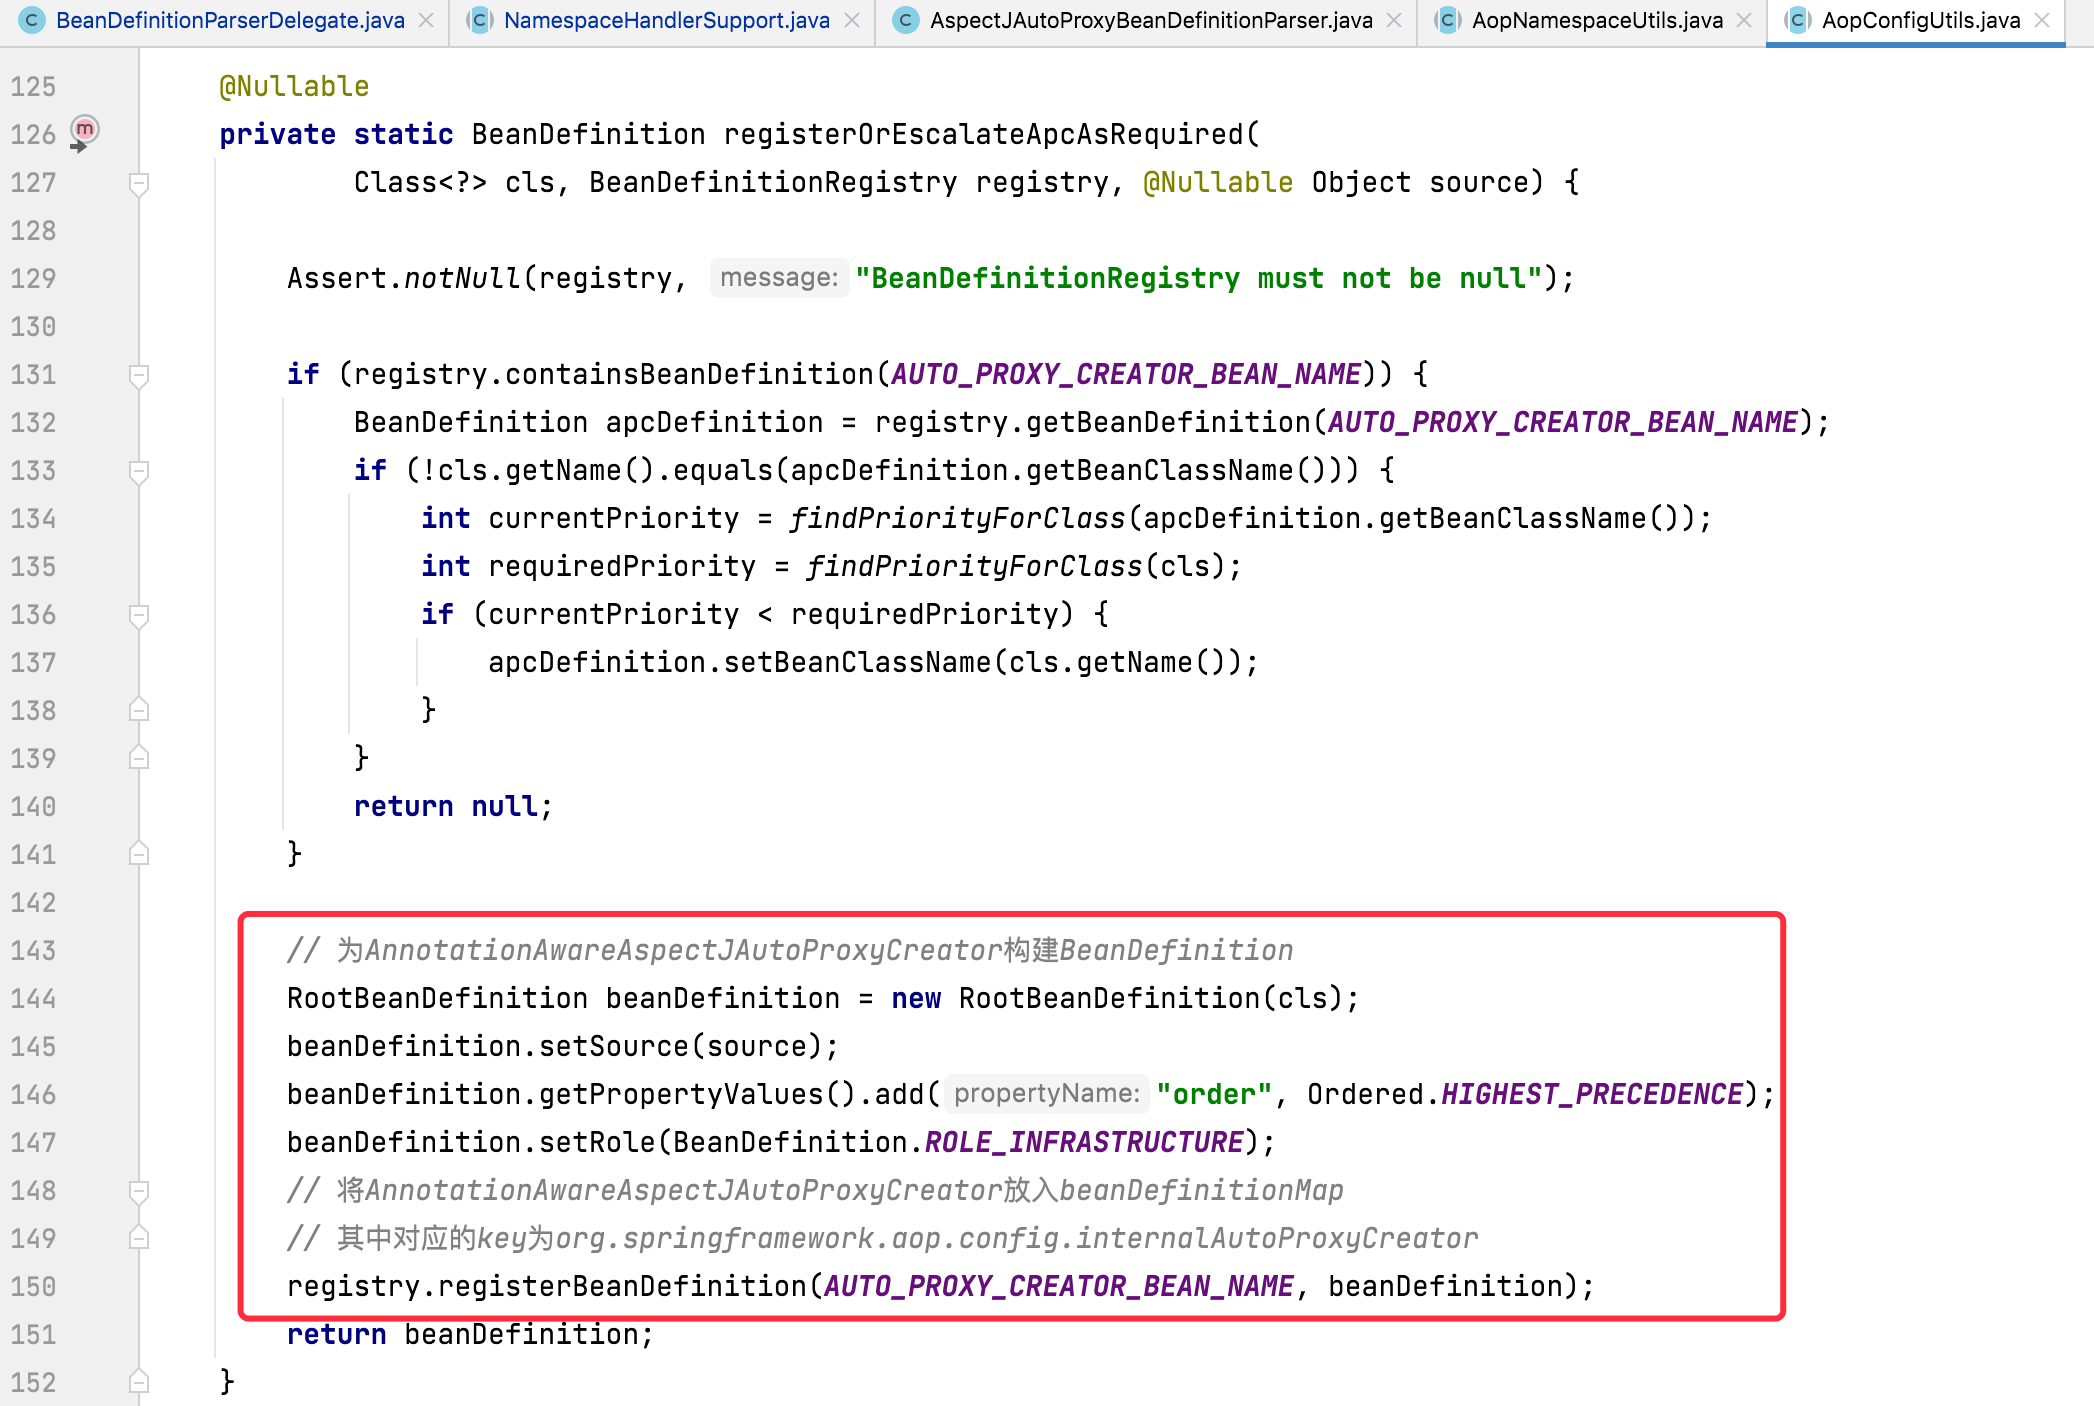 BeanDefinitionParserDelegate.java NamespaceHandlerSupport.java AspectJAutoProxyBeanDefinitionParser.java AopNamespaceUtils.java AopConfigUtils.java
125 @Nullable
126 private static BeanDefinition registerOrEscalateApcAsRequired(
127 Class<?> cls, BeanDefinitionRegistry registry, @Nullable Object source) {
128
129 Assert.notNull(registry, message: "BeanDefinitionRegistry must not be null");
130
131 if (registry.containsBeanDefinition(AUTO_PROXY_CREATOR_BEAN_NAME)) {
132 BeanDefinition apcDefinition = registry.getBeanDefinition(AUTO_PROXY_CREATOR_BEAN_NAME);
133 if (!cls.getName().equals(apcDefinition.getBeanClassName())) {
134 int currentPriority = findPriorityForClass(apcDefinition.getBeanClassName());
135 int requiredPriority = findPriorityForClass(cls);
136 if (currentPriority < requiredPriority) {
137 apcDefinition.setBeanClassName(cls.getName());
138 }
139 }
140 return null;
141 }
142
143 // 为AnnotationAwareAspectJAutoProxyCreator构建BeanDefinition
144 RootBeanDefinition beanDefinition = new RootBeanDefinition(cls);
145 beanDefinition.setSource(source);
146 beanDefinition.getPropertyValues().add( propertyName: "order", Ordered.HIGHEST_PRECEDENCE);
147 beanDefinition.setRole(BeanDefinition.ROLE_INFRASTRUCTURE);
148 // 将AnnotationAwareAspectJAutoProxyCreator放入beanDefinitionMap
149 // 其中对应的key为org.springframework.aop.config.internalAutoProxyCreator
150 registry.registerBeanDefinition(AUTO_PROXY_CREATOR_BEAN_NAME, beanDefinition);
151 return beanDefinition;
152 }